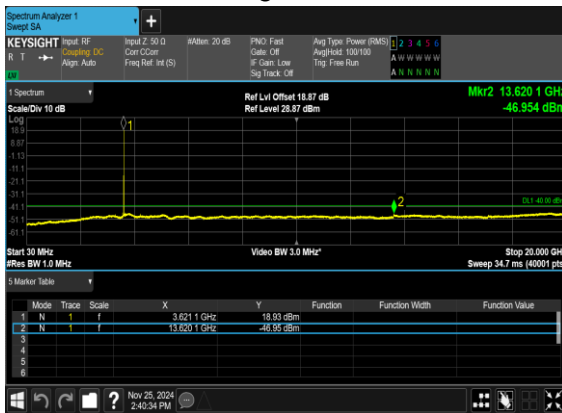 Spectrum Analyzer 1
Swept SA
KEYSIGHT Input: RF Input Z: 50 Ω #Atten: 20 dB PNO: Fast Avg Type: Power (RMS) 1 2 3 4 5 6
R T Coupling: DC Corr CCorr Gate: Off Avg|Hold: 100/100 A W W W W W
Align: Auto Freq Ref: Int (S) IF Gain: Low Trig: Free Run
Sig Track: Off A N N N N N
1 Spectrum Ref Lvl Offset 18.87 dB Mkr2 13.620 1 GHz
Scale/Div 10 dB Ref Level 28.87 dBm -46.954 dBm
Log
18.9
8.87
-1.13
-11.1
-21.1
-31.1
-41.1
-51.1
-61.1
1
2
DL1 -40.00 dBm
Start 30 MHz Video BW 3.0 MHz* Stop 20.000 GHz
#Res BW 1.0 MHz Sweep 34.7 ms (40001 pts)
5 Marker Table
Mode Trace Scale X Y Function Function Width Function Value
1 N 1 f 3.621 1 GHz 18.93 dBm
2 N 1 f 13.620 1 GHz -46.95 dBm
3
4
5
6
Nov 25, 2024
2:40:34 PM